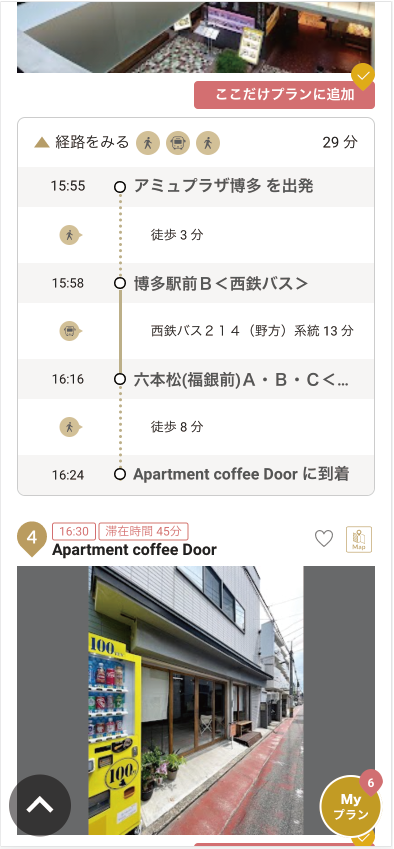 ここだけプランに追加
経路をみる 29 分
15:55 アミュプラザ博多 を出発
徒歩 3 分
15:58 博多駅前Ｂ＜西鉄バス＞
西鉄バス２１４（野方）系統 13 分
16:16 六本松(福銀前)Ａ・Ｂ・Ｃ＜...
徒歩 8 分
16:24 Apartment coffee Door に到着
4 16:30 滞在時間 45分
Apartment coffee Door
Map
100
100
6
My
プラン